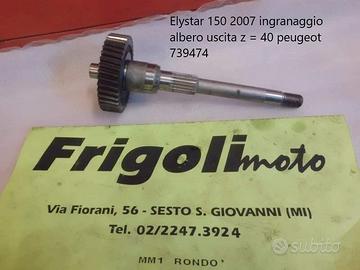 Elystar 150 2007 ingranaggio
albero uscita z = 40 peugeot
739474
Frigolimoto
Via Fiorani, 56 - SESTO S. GIOVANNI (MI)
Tel. 02/2247.3924
MM1 RONDO'
subito